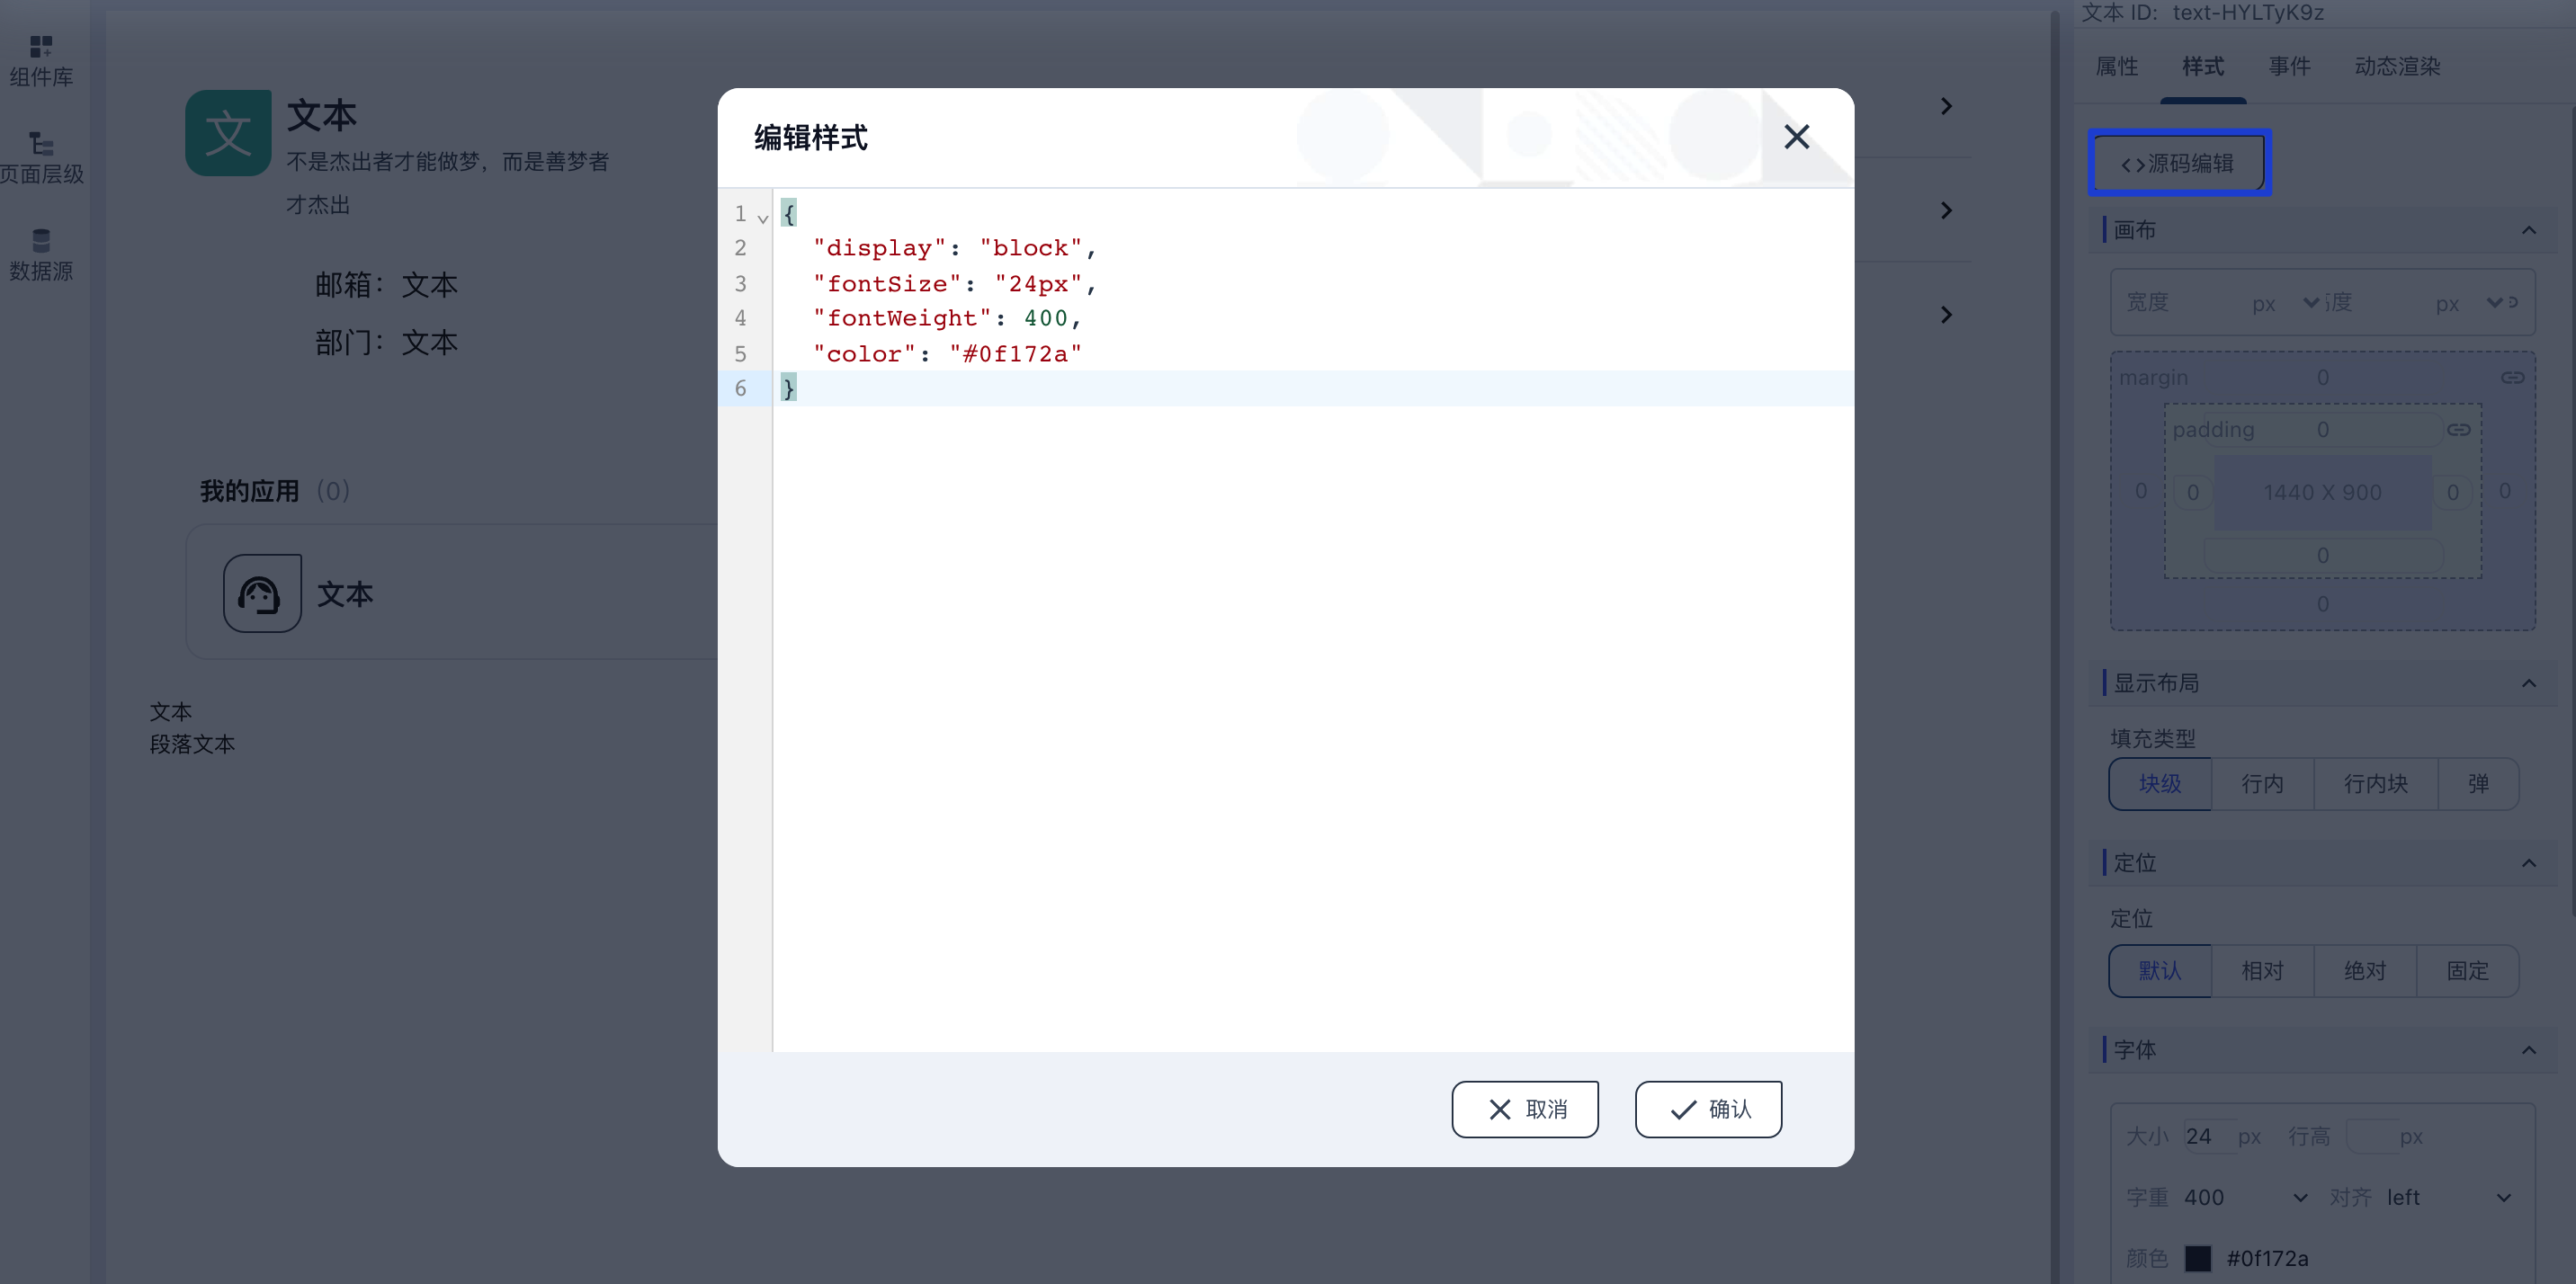 组件库
页面层级
数据源
文
文本
不是杰出者才能做梦，而是善梦者
才杰出
邮箱：文本
部门：文本
我的应用 (0)
文本
文本
段落文本
编辑样式
1 {
2 "display": "block",
3 "fontSize": "24px",
4 "fontWeight": 400,
5 "color": "#0f172a"
6 }
取消
确认
文本 ID: text-HYLTyK9z
属性 样式 事件 动态渲染
源码编辑
画布
宽度 px 度 px
margin 0
padding 0
0 0 1440 X 900 0 0
0
0
显示布局
填充类型
块级 行内 行内块 弹
定位
定位
默认 相对 绝对 固定
字体
大小 24 px 行高 px
字重 400 对齐 left
颜色 #0f172a